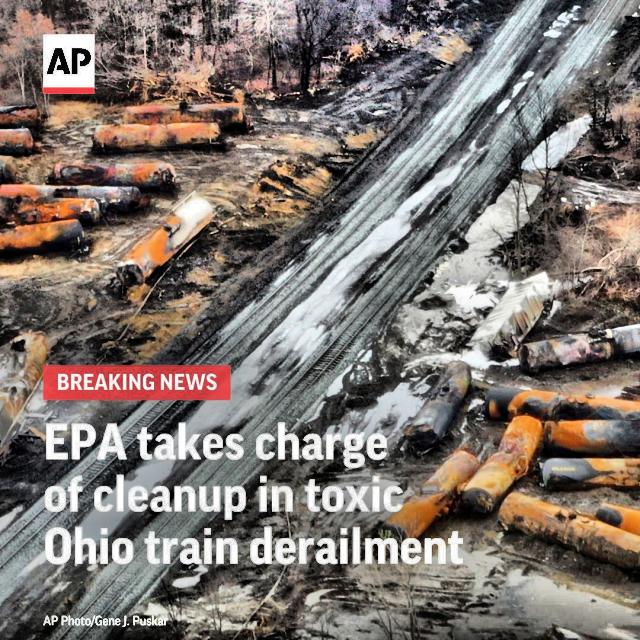 AP
BREAKING NEWS
EPA takes charge
of cleanup in toxic
Ohio train derailment
AP Photo/Gene J. Puskar